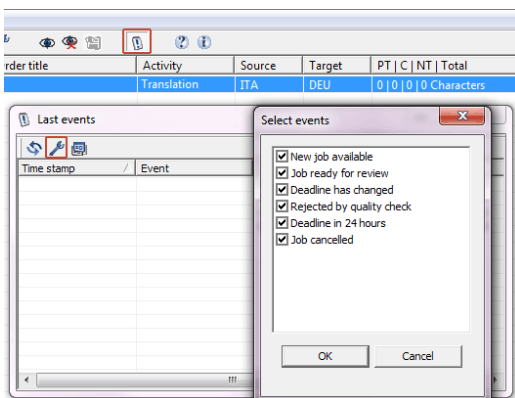 order title Activity Source Target PT | C | NT | Total
Translation ITA DEU 0 | 0 | 0 | 0 Characters
Last events
Time stamp Event
Select events
New job available
Job ready for review
Deadline has changed
Rejected by quality check
Deadline in 24 hours
Job cancelled
OK Cancel